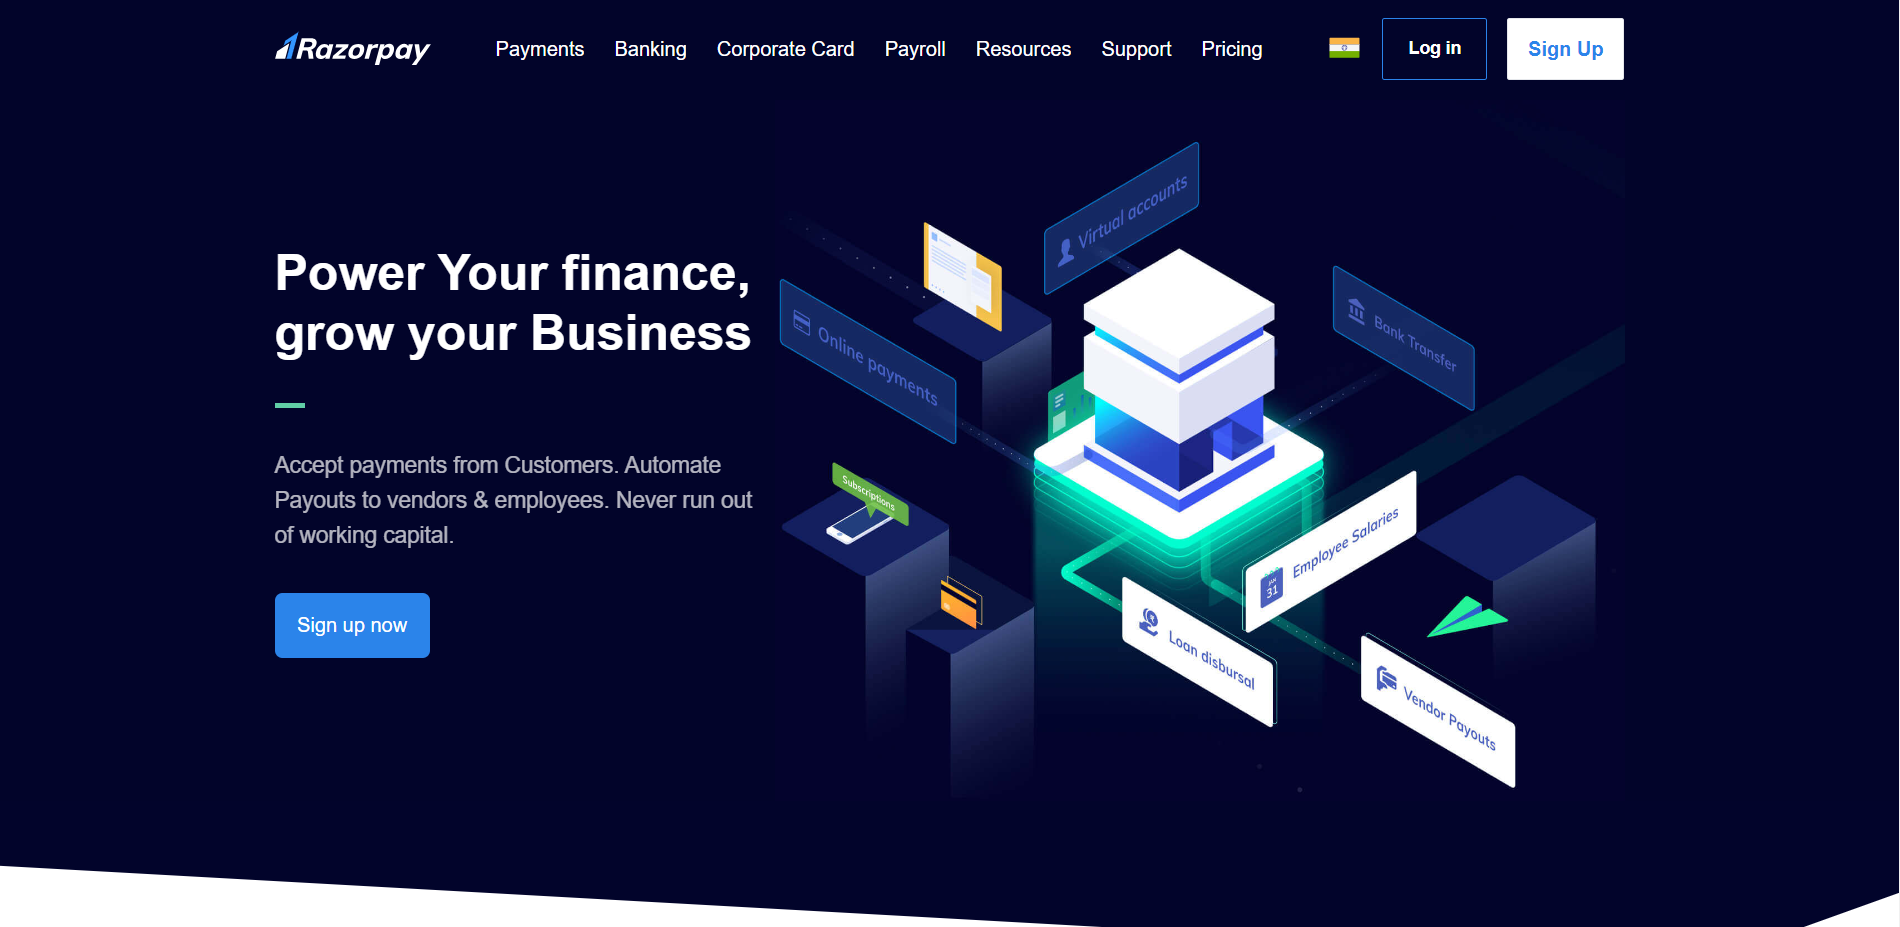 Razorpay
Payments
Banking
Corporate Card
Payroll
Resources
Support
Pricing
Log in
Sign Up
Power Your finance,
grow your Business
Accept payments from Customers. Automate
Payouts to vendors & employees. Never run out
of working capital.
Sign up now
Virtual accounts
Online payments
Bank Transfer
Subscriptions
Employee Salaries
JAN
31
Loan disbursal
Vendor Payouts